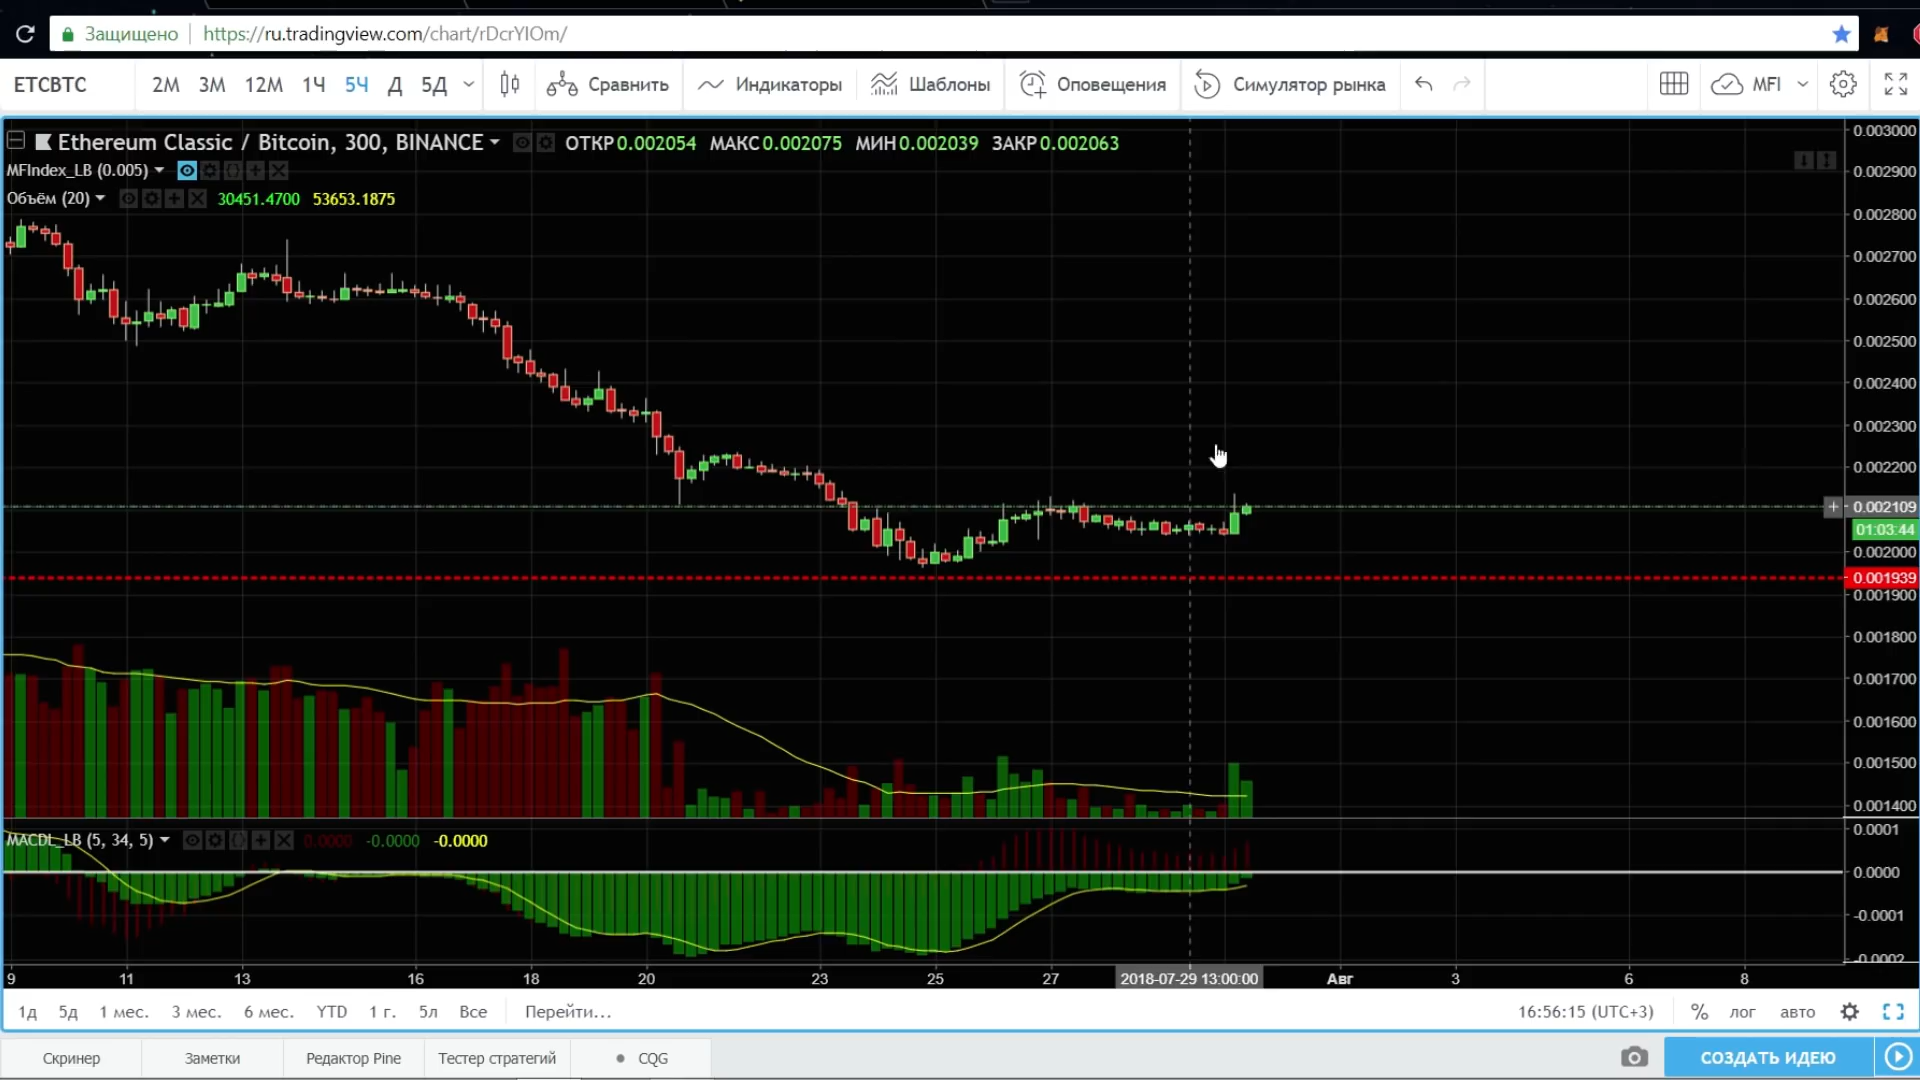 Защищено https://ru.tradingview.com/chart/rDcrYIOm/
ETCBTC 2М 3М 12М 1Ч 5Ч Д 5Д Сравнить Индикаторы Шаблоны Оповещения Симулятор рынка MFI
Ethereum Classic / Bitcoin, 300, BINANCE ОТКР 0.002054 МАКС 0.002075 МИН 0.002039 ЗАКР 0.002063
MFIndex_LB (0.005)
Объём (20) 30451.4700 53653.1875
0.003000
0.002900
0.002800
0.002700
0.002600
0.002500
0.002400
0.002300
0.002200
0.002109
01:03:44
0.002000
0.001939
0.001900
0.001800
0.001700
0.001600
0.001500
0.001400
MACDL_LB (5, 34, 5) 0.0000 -0.0000 -0.0000
0.0001
0.0000
-0.0001
-0.0002
9 11 13 16 18 20 23 25 27 2018-07-29 13:00:00 Авг 3 6 8
1д 5д 1 мес. 3 мес. 6 мес. YTD 1 г. 5л Все Перейти... 16:56:15 (UTC+3) % лог авто
Скринер Заметки Редактор Pine Тестер стратегий CQG СОЗДАТЬ ИДЕЮ